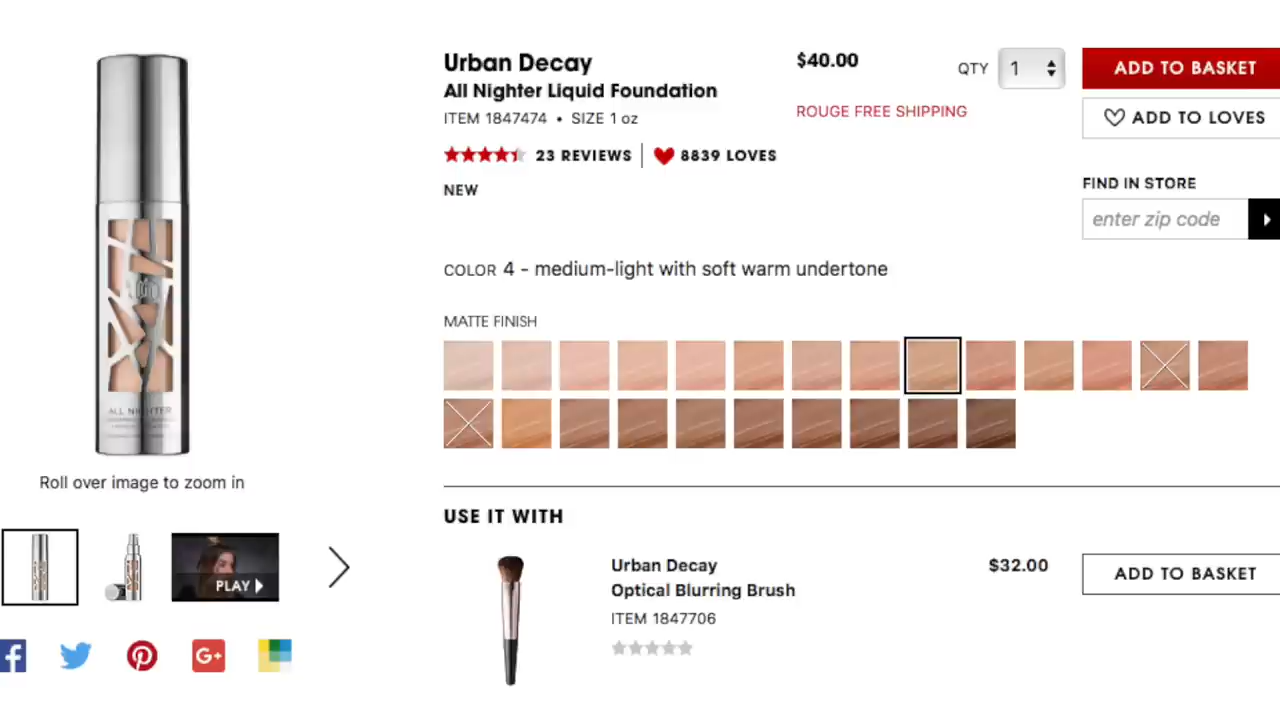 Urban Decay
All Nighter Liquid Foundation
ITEM 1847474 • SIZE 1 oz
23 REVIEWS
8839 LOVES
NEW
$40.00
ROUGE FREE SHIPPING
QTY 1
ADD TO BASKET
ADD TO LOVES
FIND IN STORE
enter zip code
COLOR 4 - medium-light with soft warm undertone
MATTE FINISH
ALL NIGHTER
Roll over image to zoom in
PLAY
USE IT WITH
Urban Decay
Optical Blurring Brush
ITEM 1847706
$32.00
ADD TO BASKET
G+